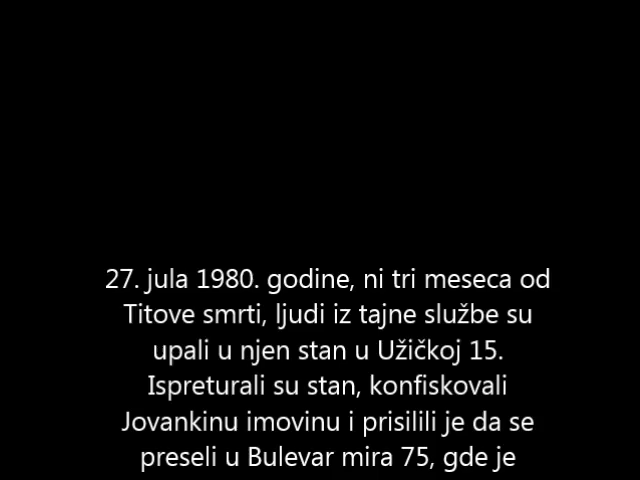 27. jula 1980. godine, ni tri meseca od
Titove smrti, ljudi iz tajne službe su
upali u njen stan u Užičkoj 15.
Ispreturali su stan, konfiskovali
Jovankinu imovinu i prisilili je da se
preseli u Bulevar mira 75, gde je